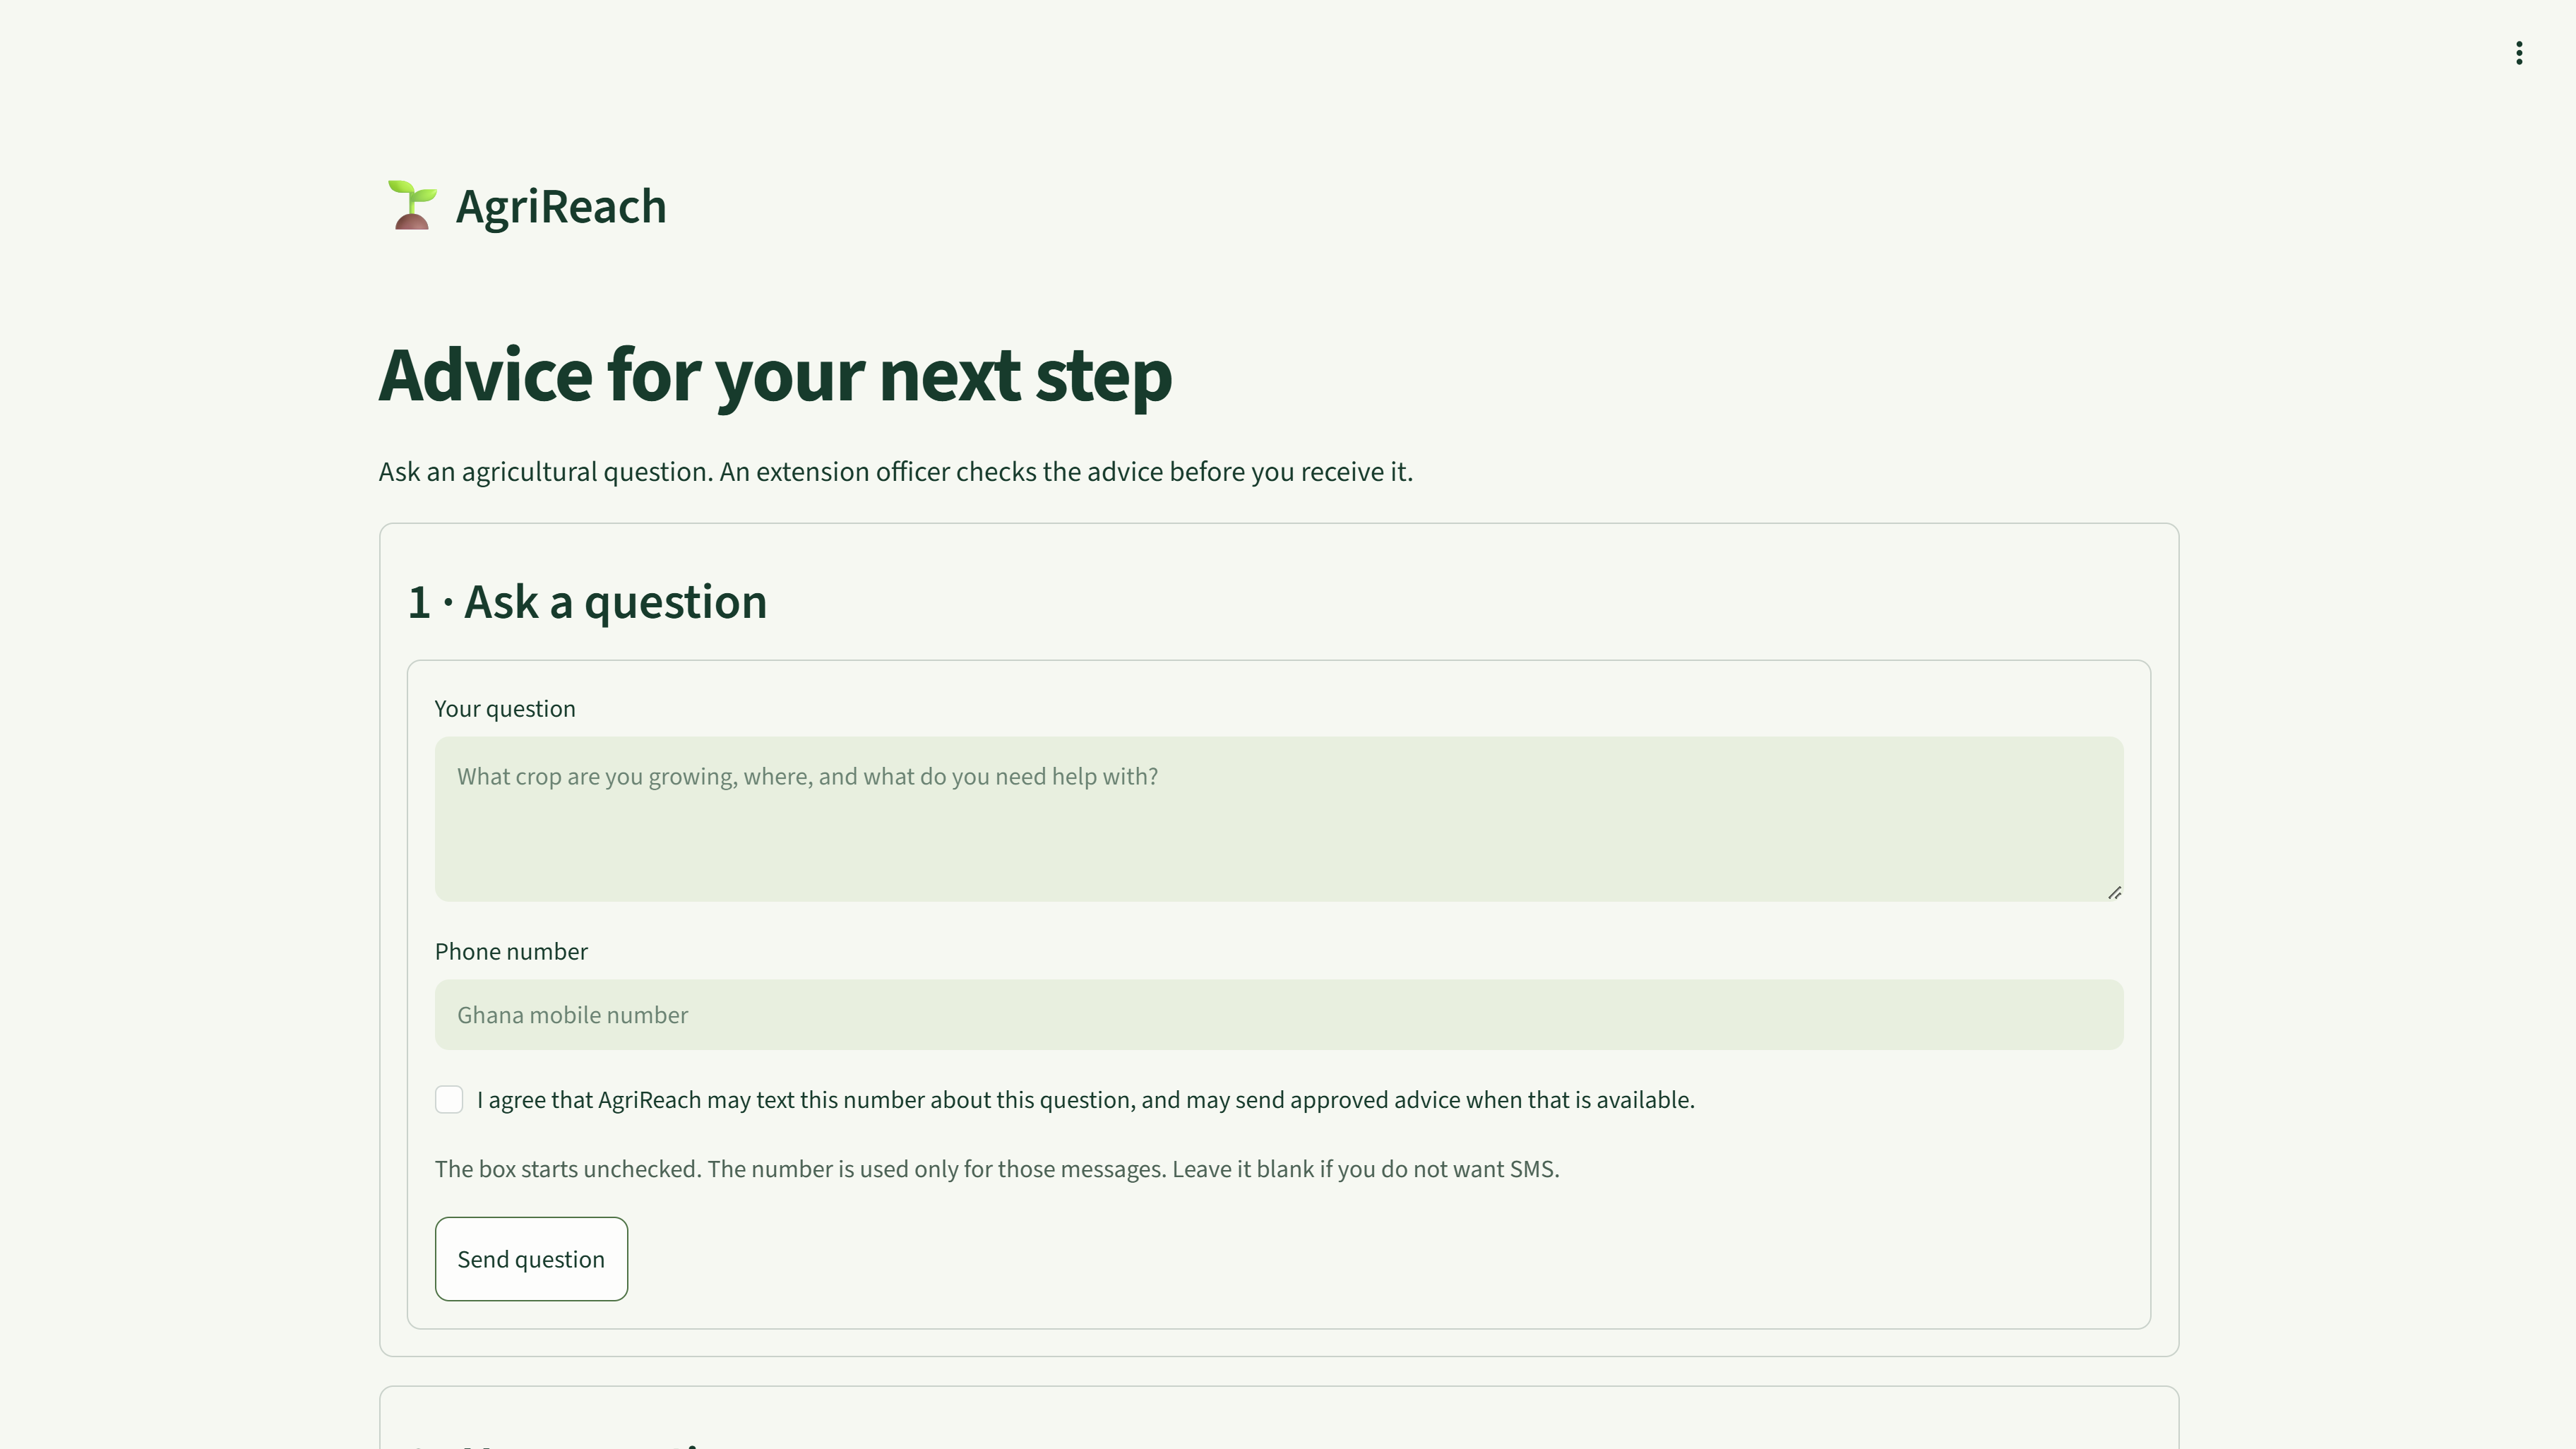 AgriReach
Advice for your next step
Ask an agricultural question. An extension officer checks the advice before you receive it.
1 · Ask a question
Your question
What crop are you growing, where, and what do you need help with?
Phone number
Ghana mobile number
I agree that AgriReach may text this number about this question, and may send approved advice when that is available.
The box starts unchecked. The number is used only for those messages. Leave it blank if you do not want SMS.
Send question